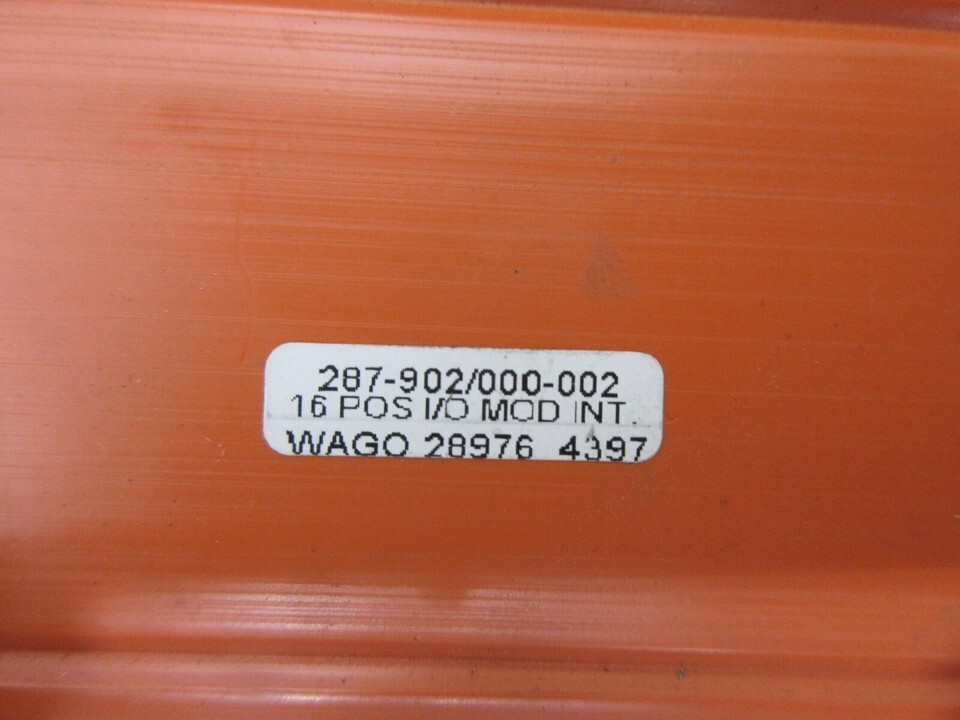 287-902/000-002
16 POS I/O MOD INT.
WAGO 28976 4397